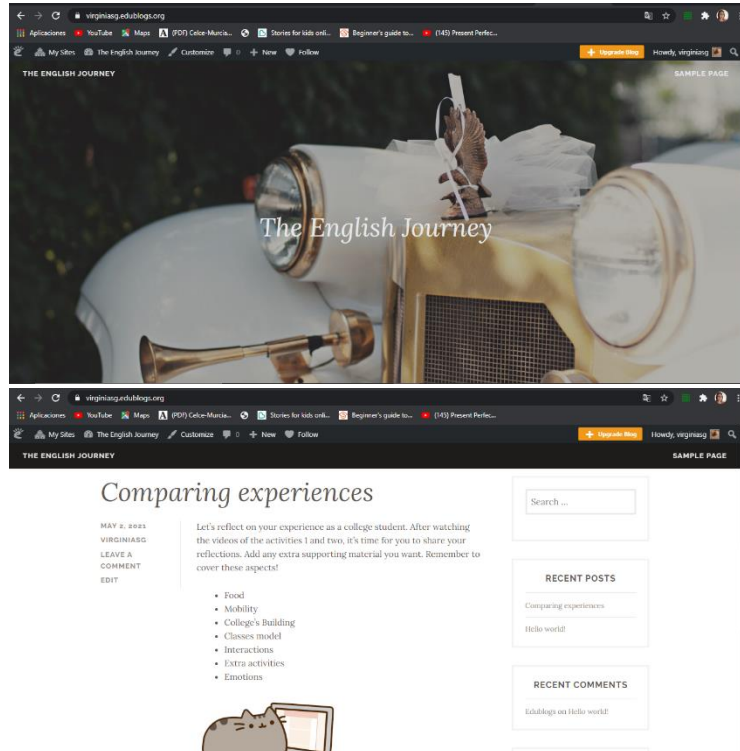 virginiasg.edublogs.org
Aplicaciones YouTube Maps (PDF) Celce-Murcia... Stories for kids onli... Beginner's guide to... (145) Present Perfec...
My Sites The English Journey Customize 0 + New Follow + Upgrade Blog Howdy, virginiasg
THE ENGLISH JOURNEY SAMPLE PAGE
The English Journey
virginiasg.edublogs.org
Aplicaciones YouTube Maps (PDF) Celce-Murcia... Stories for kids onli... Beginner's guide to... (145) Present Perfec...
My Sites The English Journey Customize 0 + New Follow + Upgrade Blog Howdy, virginiasg
THE ENGLISH JOURNEY SAMPLE PAGE
Comparing experiences
MAY 2, 2021
VIRGINIASG
LEAVE A
COMMENT
EDIT
Let's reflect on your experience as a college student. After watching
the videos of the activities 1 and two, it's time for you to share your
reflections. Add any extra supporting material you want. Remember to
cover these aspects!
• Food
• Mobility
• College's Building
• Classes model
• Interactions
• Extra activities
• Emotions
Search ...
RECENT POSTS
Comparing experiences
Hello world!
RECENT COMMENTS
Edublogs on Hello world!